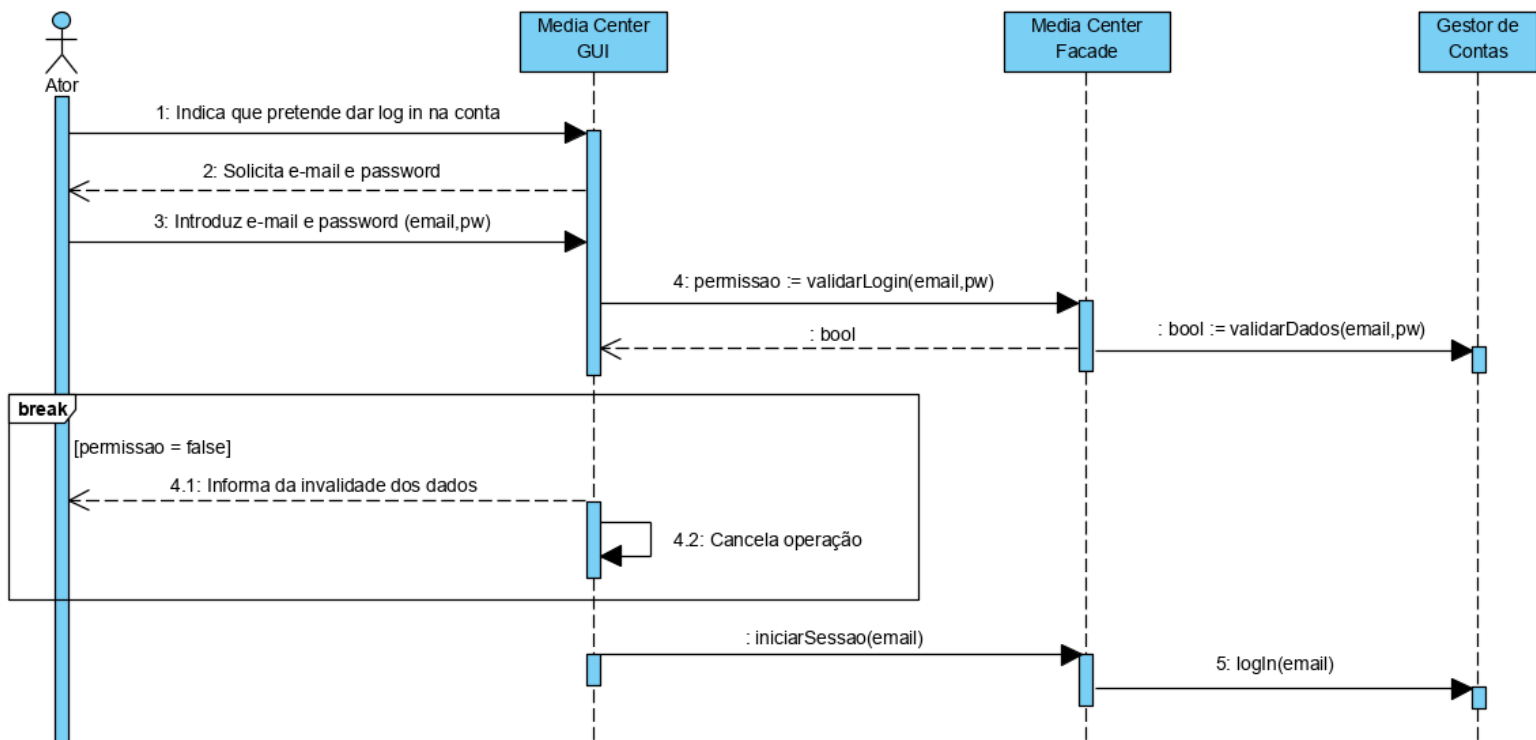 Media Center
GUI
Media Center
Facade
Gestor de
Contas
Ator
1: Indica que pretende dar log in na conta
2: Solicita e-mail e password
3: Introduz e-mail e password (email,pw)
4: permissao := validarLogin(email,pw)
: bool
: bool := validarDados(email,pw)
break
[permissao = false]
4.1: Informa da invalidade dos dados
4.2: Cancela operação
: iniciarSessao(email)
5: logIn(email)